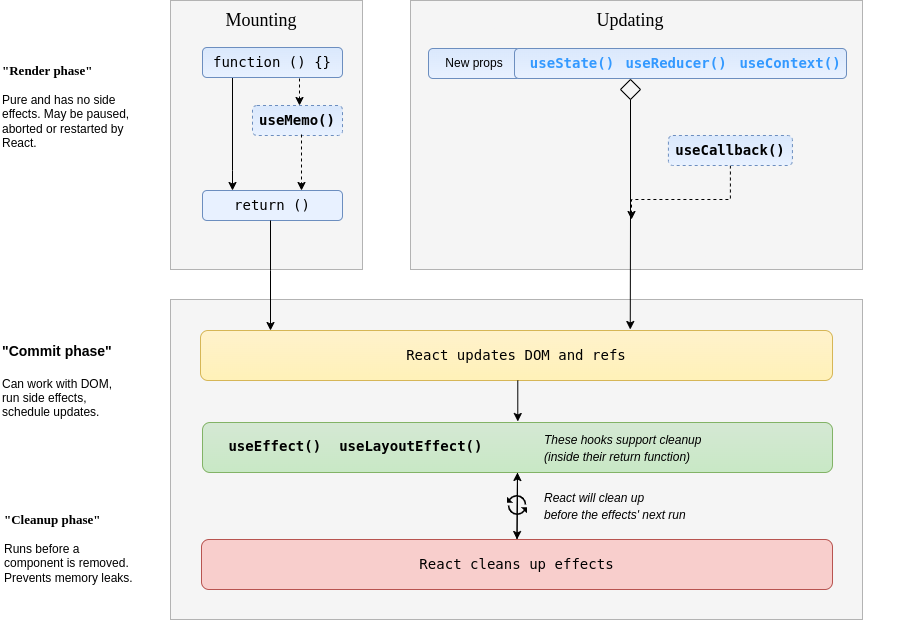 Mounting
Updating
function () {}
New props
useState() useReducer() useContext()
"Render phase"
Pure and has no side
effects. May be paused,
aborted or restarted by
React.
useMemo()
useCallback()
return ()
"Commit phase"
Can work with DOM,
run side effects,
schedule updates.
React updates DOM and refs
useEffect() useLayoutEffect()
These hooks support cleanup
(inside their return function)
React will clean up
before the effects' next run
"Cleanup phase"
Runs before a
component is removed.
Prevents memory leaks.
React cleans up effects